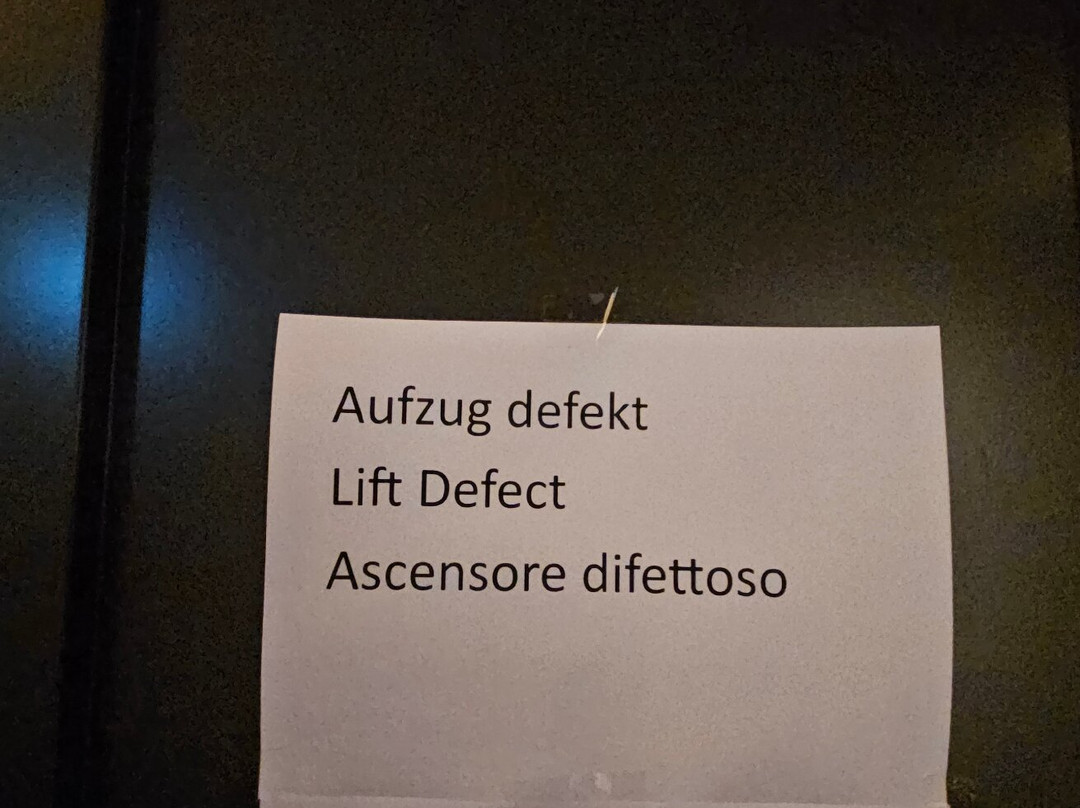 Aufzug defekt
Lift Defect
Ascensore difettoso